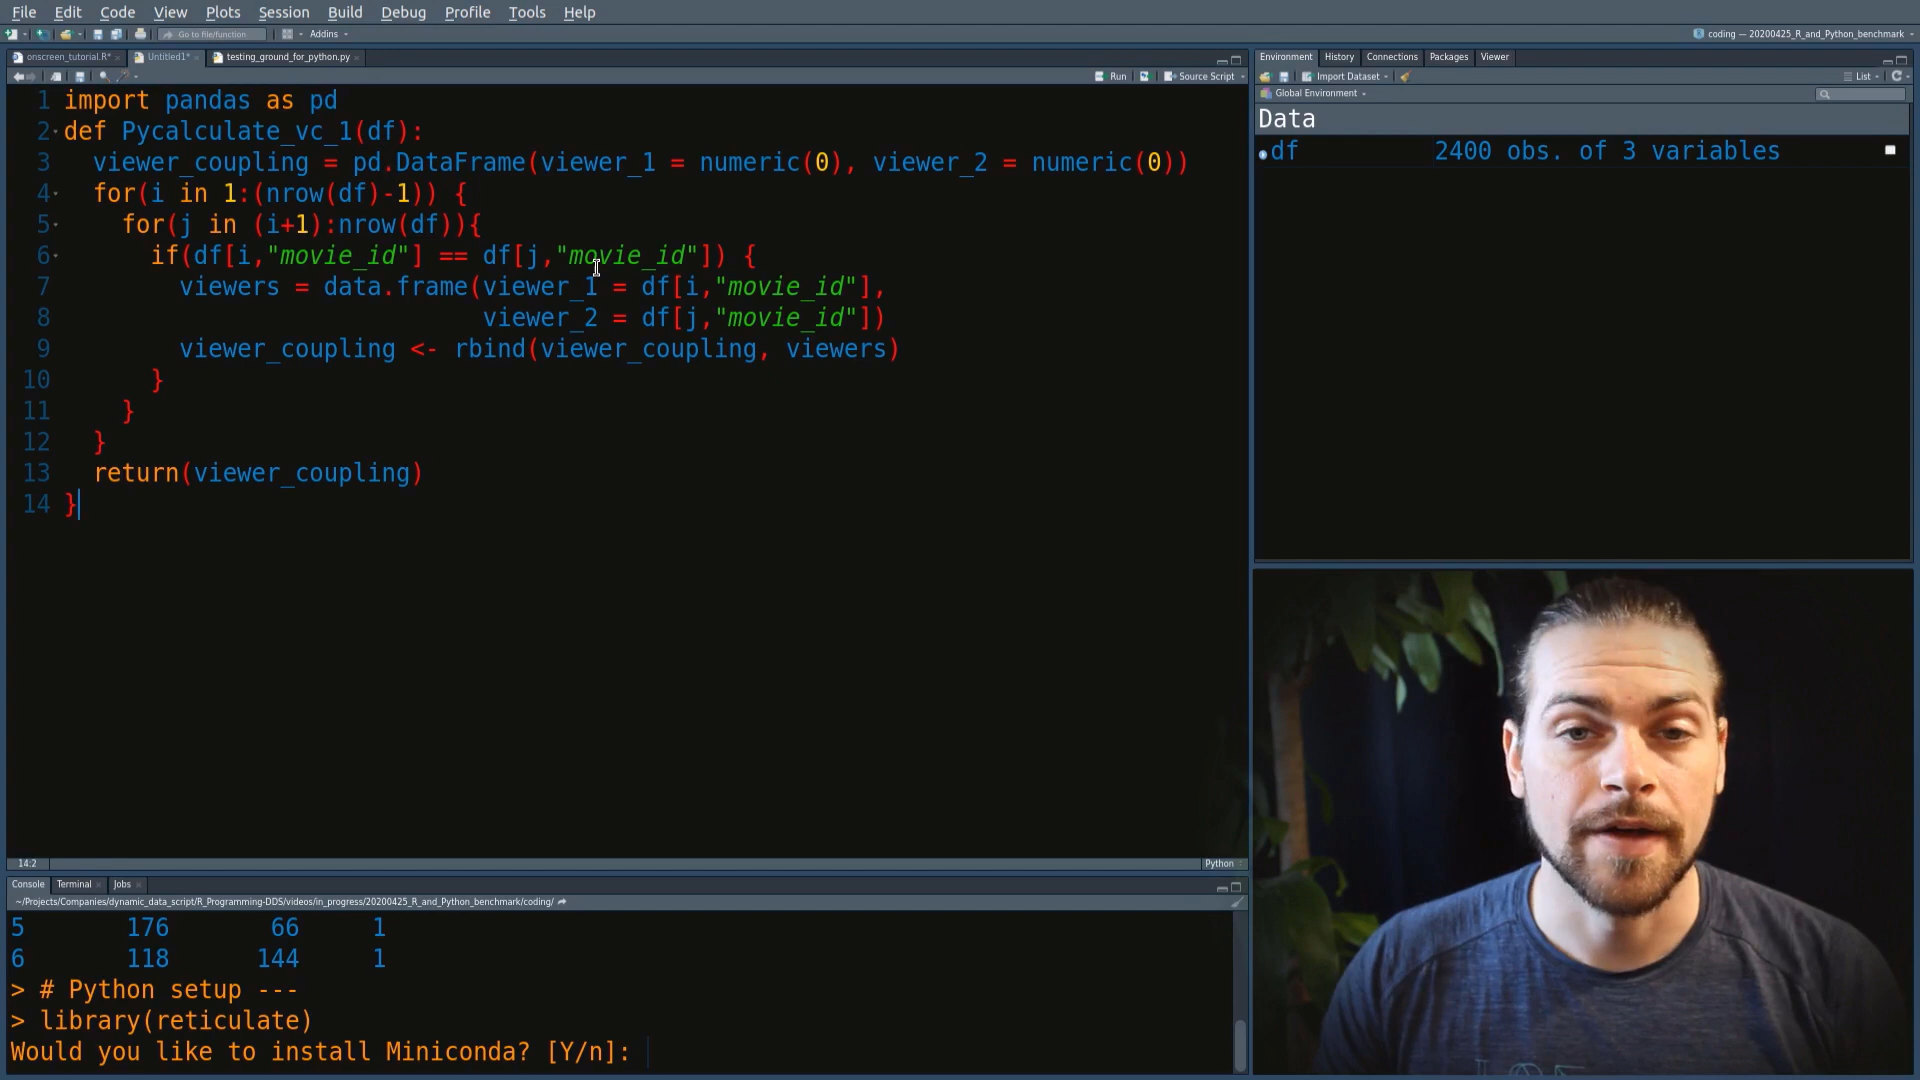 File Edit Code View Plots Session Build Debug Profile Tools Help
Go to file/function Addins
coding — 20200425_R_and_Python_benchmark
onscreen_tutorial.R* Untitled1* testing_ground_for_python.py
Run Source Script
1 import pandas as pd
2 def Pycalculate_vc_1(df):
3 viewer_coupling = pd.DataFrame(viewer_1 = numeric(0), viewer_2 = numeric(0))
4 for(i in 1:(nrow(df)-1)) {
5 for(j in (i+1):nrow(df)){
6 if(df[i,"movie_id"] == df[j,"movie_id"]) {
7 viewers = data.frame(viewer_1 = df[i,"movie_id"],
8 viewer_2 = df[j,"movie_id"])
9 viewer_coupling <- rbind(viewer_coupling, viewers)
10 }
11 }
12 }
13 return(viewer_coupling)
14 }
14:2 Python
Console Terminal Jobs
~/Projects/Companies/dynamic_data_script/R_Programming-DDS/videos/in_progress/20200425_R_and_Python_benchmark/coding/
5 176 66 1
6 118 144 1
> # Python setup ---
> library(reticulate)
Would you like to install Miniconda? [Y/n]:
Environment History Connections Packages Viewer
Import Dataset List
Global Environment
Data
df 2400 obs. of 3 variables